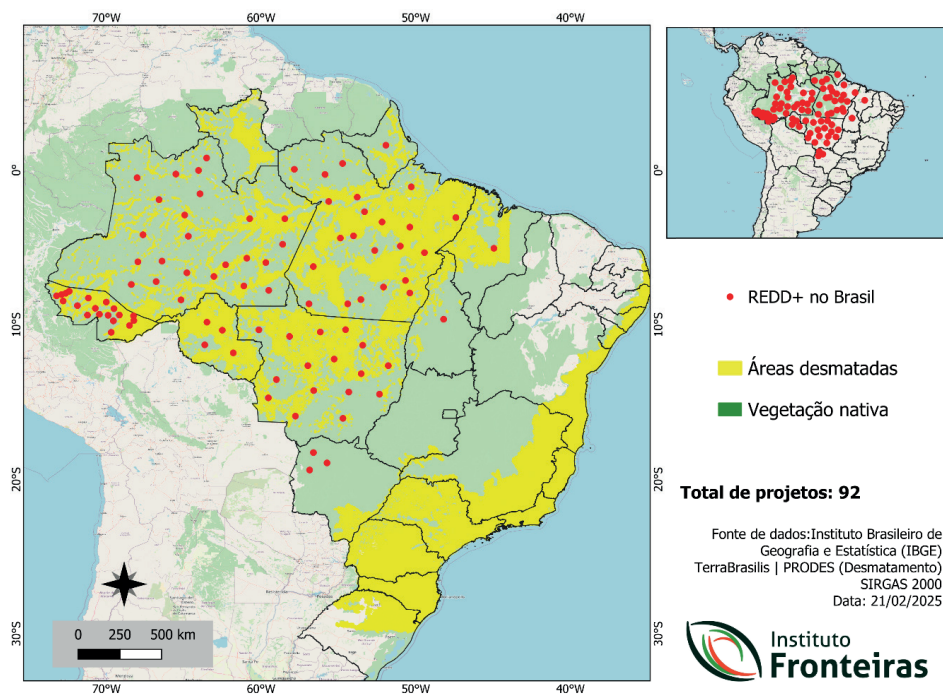 70°W 60°W 50°W 40°W
0°
10°S
20°S
30°S
0°
10°S
20°S
30°S
0 250 500 km
70°W 60°W 50°W 40°W
REDD+ no Brasil
Áreas desmatadas
Vegetação nativa
Total de projetos: 92
Fonte de dados:Instituto Brasileiro de
Geografia e Estatística (IBGE)
TerraBrasilis | PRODES (Desmatamento)
SIRGAS 2000
Data: 21/02/2025
Instituto
Fronteiras